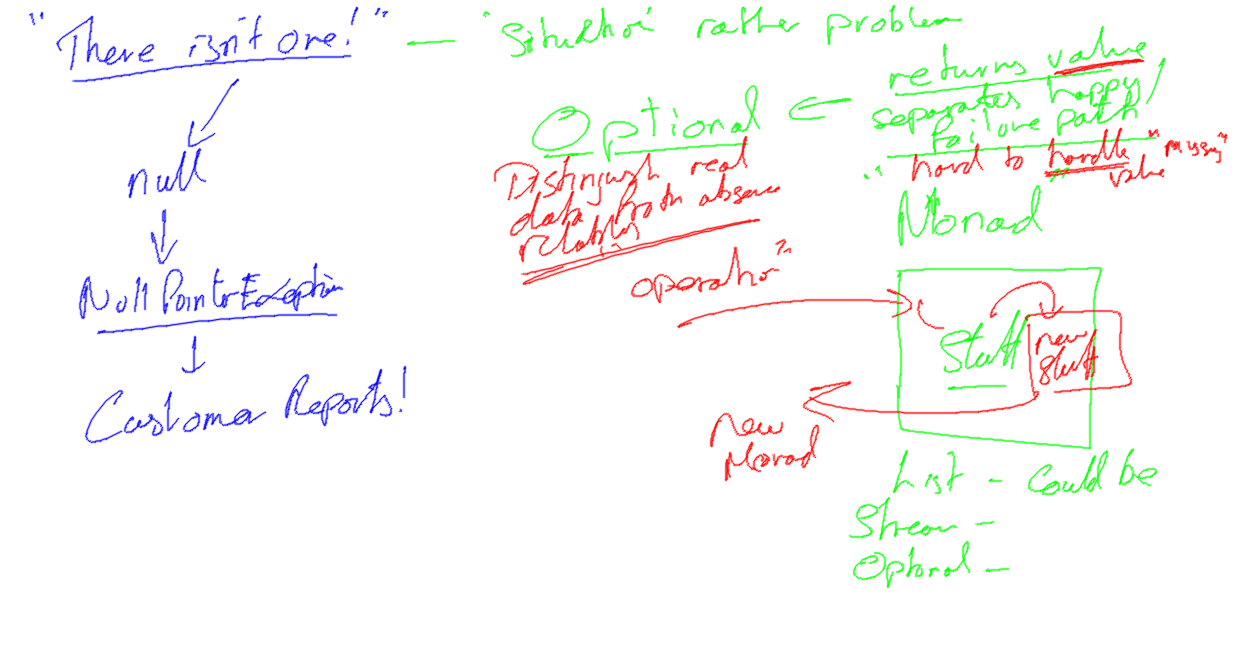 "There isn't one!" — 'Situation' rather problem
null
NullPointerException
Customer Reports!
Optional ←
returns value
separates happy/
failure path
"hard to handle "missing"
value
Distinguish real
data from absence
reliably
Monad"
operation
Stuff
new
Stuff
new
Monad
List - could be
Stream -
Optional -